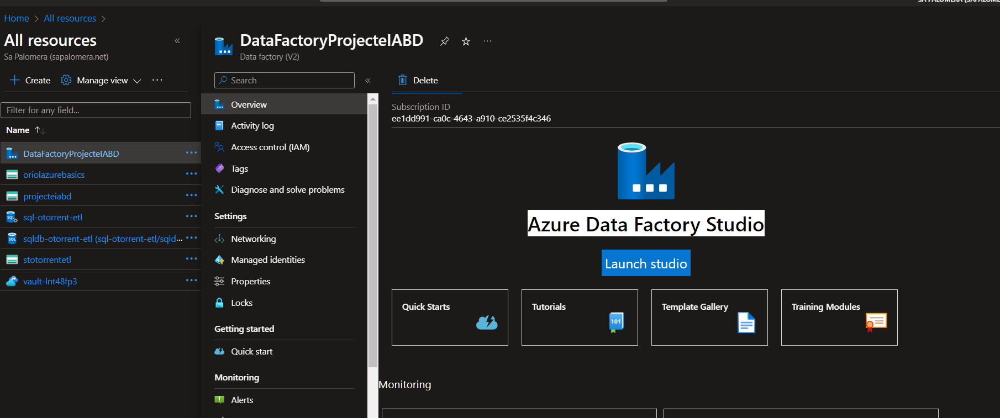 Home > All resources >
All resources
Sa Palomera (sapalomera.net)
Create Manage view
Filter for any field...
Name
DataFactoryProjecteIABD
oriolazurebasics
projecteiabd
sql-otorrent-etl
sqldb-otorrent-etl (sql-otorrent-etl/sqld...
stotorrentetl
vault-lnt48fp3
DataFactoryProjecteIABD
Data factory (V2)
Search
Overview
Activity log
Access control (IAM)
Tags
Diagnose and solve problems
Settings
Networking
Managed identities
Properties
Locks
Getting started
Quick start
Monitoring
Alerts
Delete
Subscription ID
ee1dd991-ca0c-4643-a910-ce2535f4c346
Azure Data Factory Studio
Launch studio
Quick Starts
Tutorials
101
Template Gallery
Training Modules
Monitoring